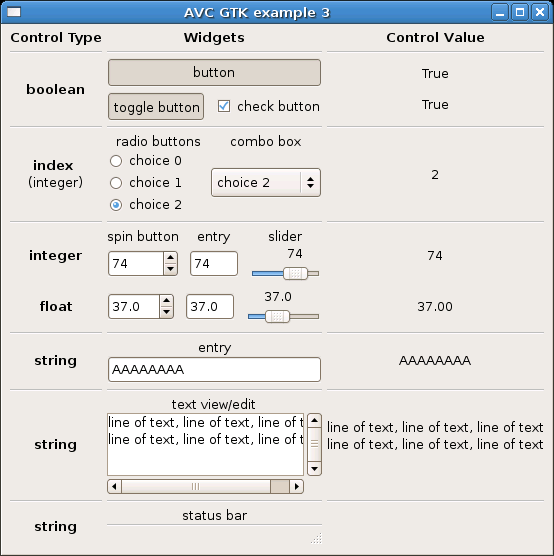 AVC GTK example 3
Control Type Widgets Control Value
boolean button True
toggle button check button True
radio buttons combo box
index (integer) choice 0
choice 1 choice 2 2
choice 2
spin button entry slider
integer 74 74 74 74
float 37.0 37.0 37.0 37.00
entry
string AAAAAAAA AAAAAAAA
text view/edit
string line of text, line of text, line of t line of text, line of text, line of text
line of text, line of text, line of t line of text, line of text, line of text
status bar
string